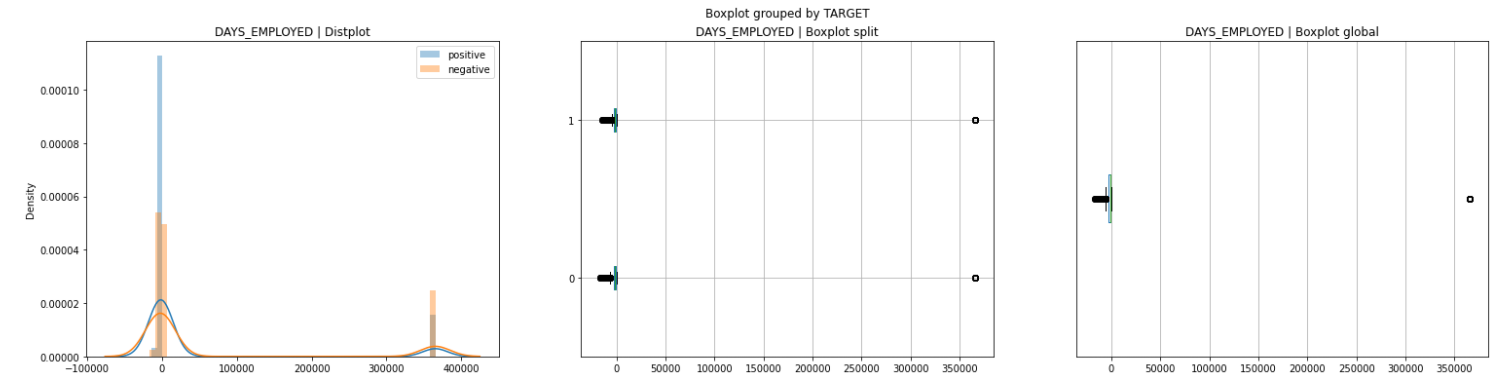 Boxplot grouped by TARGET
DAYS_EMPLOYED | Distplot
positive
negative
Density
0.00010
0.00008
0.00006
0.00004
0.00002
0.00000
−100000 0 100000 200000 300000 400000
DAYS_EMPLOYED | Boxplot split
1
0
0 50000 100000 150000 200000 250000 300000 350000
DAYS_EMPLOYED | Boxplot global
0 50000 100000 150000 200000 250000 300000 350000